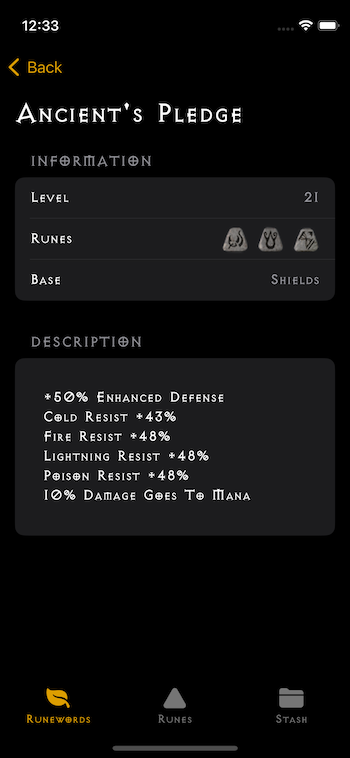 12:33
Back
Ancient's Pledge
Information
Level 21
Runes
Base Shields
Description
+50% Enhanced Defense
Cold Resist +43%
Fire Resist +48%
Lightning Resist +48%
Poison Resist +48%
10% Damage Goes To Mana
Runewords Runes Stash